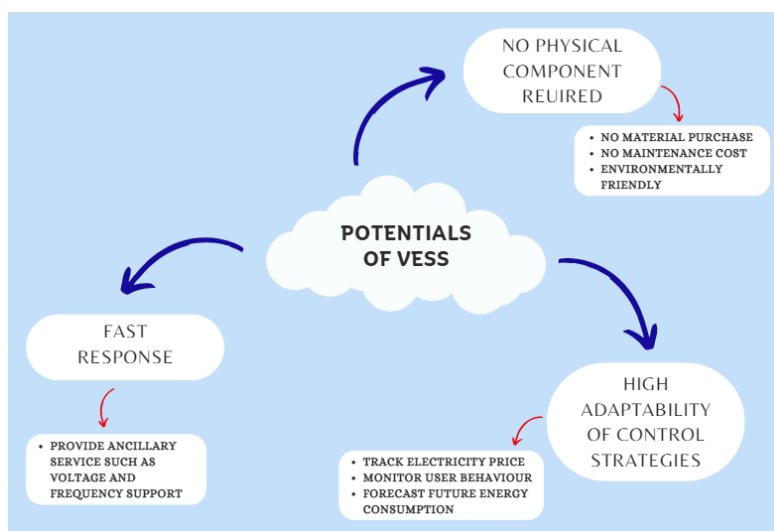 NO PHYSICAL
COMPONENT
REUIRED
• NO MATERIAL PURCHASE
• NO MAINTENANCE COST
• ENVIRONMENTALLY
FRIENDLY
POTENTIALS
OF VESS
FAST
RESPONSE
• PROVIDE ANCILLARY
SERVICE SUCH AS
VOLTAGE AND
FREQUENCY SUPPORT
HIGH
ADAPTABILITY
OF CONTROL
STRATEGIES
• TRACK ELECTRICITY PRICE
• MONITOR USER BEHAVIOUR
• FORECAST FUTURE ENERGY
CONSUMPTION